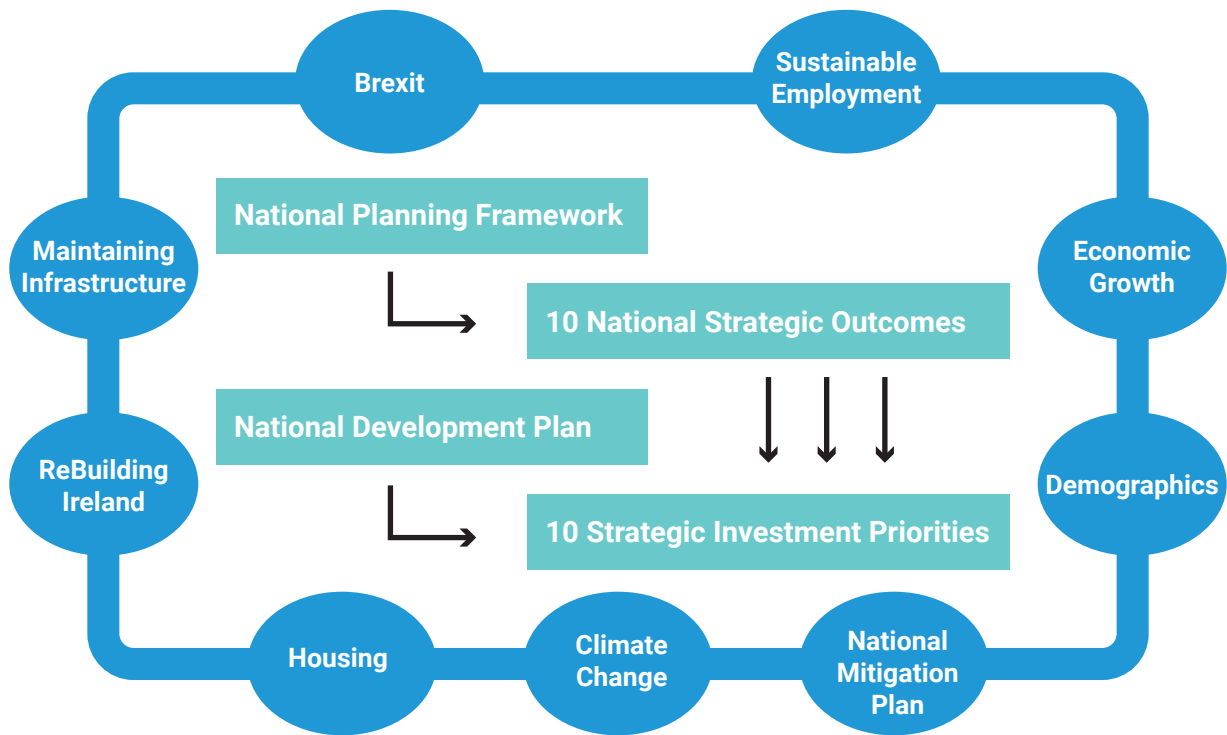 Brexit
Sustainable
Employment
National Planning Framework
Maintaining
Infrastructure
Economic
Growth
10 National Strategic Outcomes
National Development Plan
ReBuilding
Ireland
Demographics
10 Strategic Investment Priorities
Housing
Climate
Change
National
Mitigation
Plan